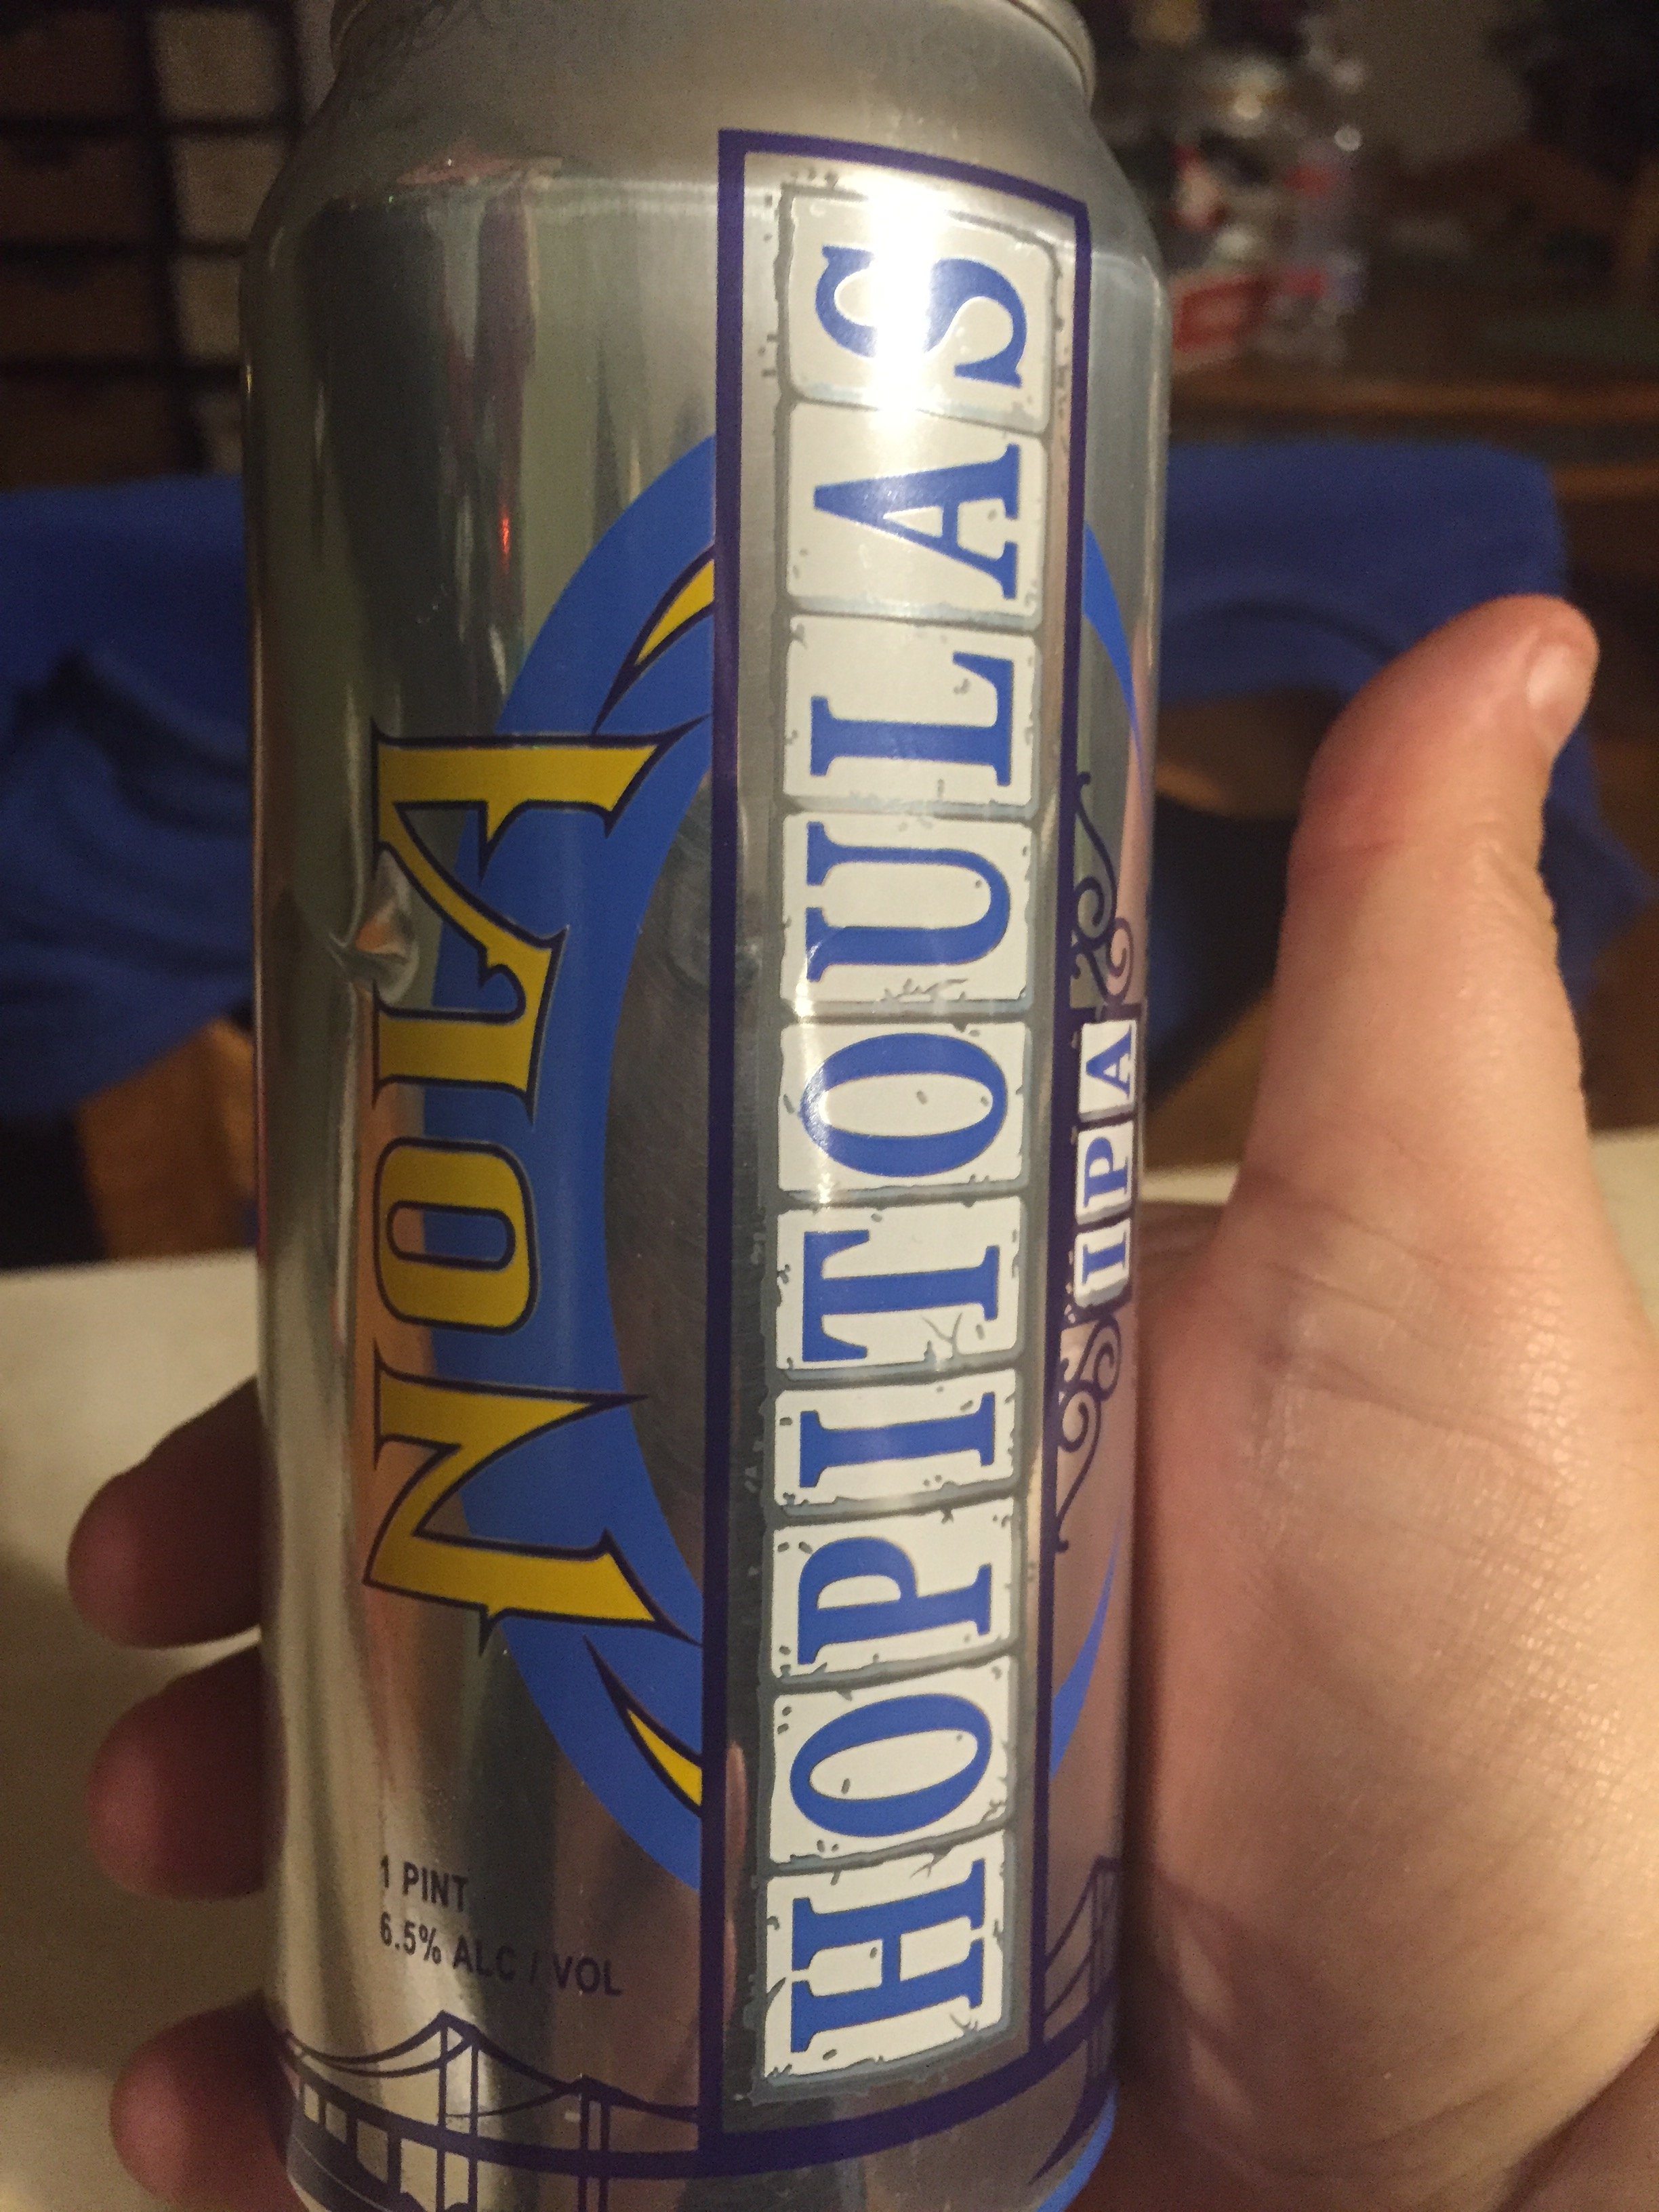 NOLA
HOPITOULAS
IPA
1 PINT
6.5% ALC / VOL